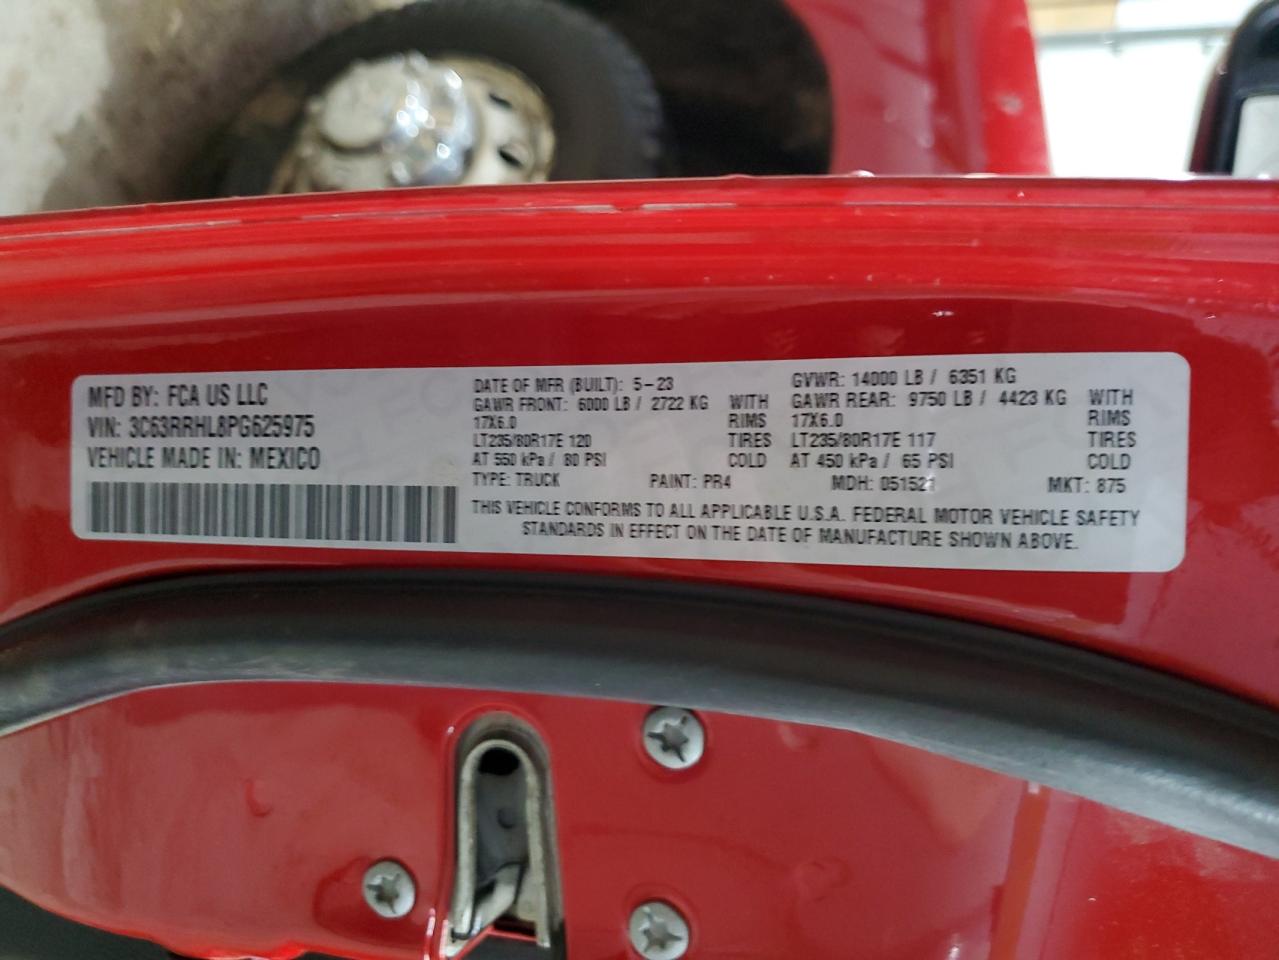 MFD BY: FCA US LLC
VIN: 3C63RRHL8PG625975
VEHICLE MADE IN: MEXICO
DATE OF MFR (BUILT): 5-23 GVWR: 14000 LB / 6351 KG
GAWR FRONT: 6000 LB / 2722 KG WITH GAWR REAR: 9750 LB / 4423 KG WITH
17X6.0 RIMS 17X6.0 RIMS
LT235/80R17E 120 TIRES LT235/80R17E 117 TIRES
AT 550 kPa / 80 PSI COLD AT 450 kPa / 65 PSI COLD
TYPE: TRUCK PAINT: PR4 MDH: 051521 MKT: 875
THIS VEHICLE CONFORMS TO ALL APPLICABLE U.S.A. FEDERAL MOTOR VEHICLE SAFETY
STANDARDS IN EFFECT ON THE DATE OF MANUFACTURE SHOWN ABOVE.